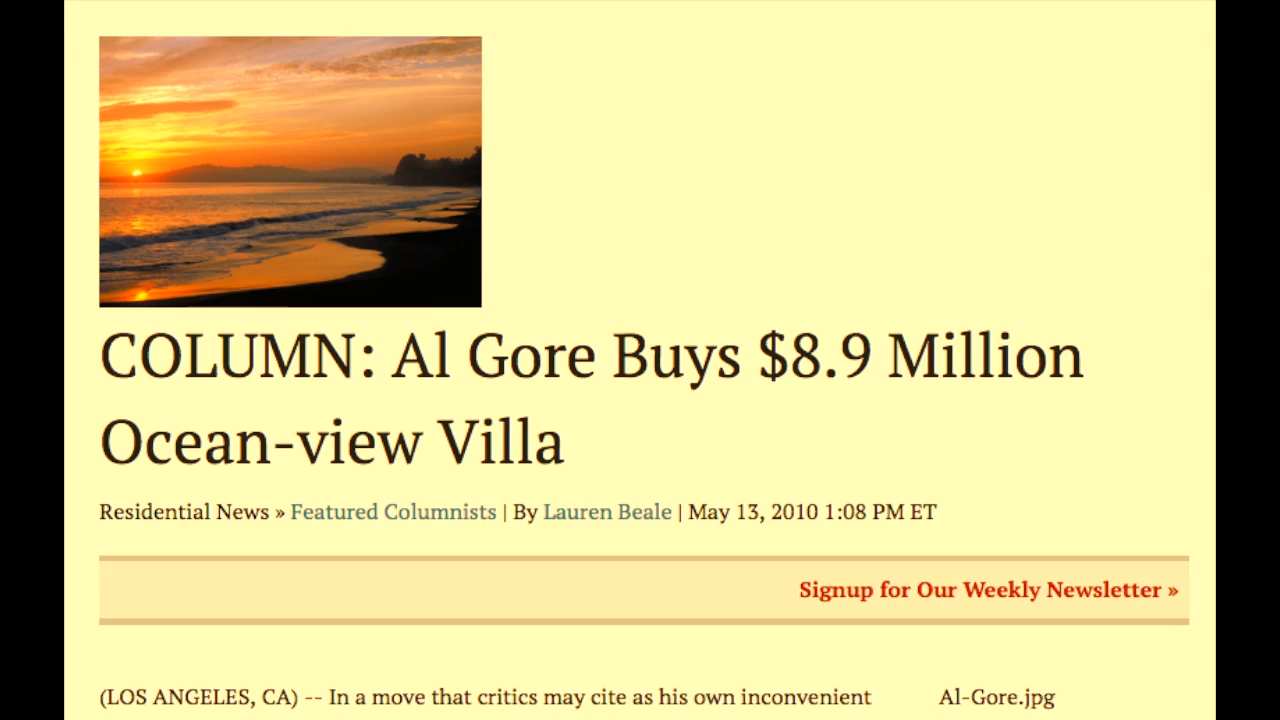 COLUMN: Al Gore Buys $8.9 Million
Ocean-view Villa
Residential News » Featured Columnists | By Lauren Beale | May 13, 2010 1:08 PM ET
Signup for Our Weekly Newsletter »
(LOS ANGELES, CA) -- In a move that critics may cite as his own inconvenient
Al-Gore.jpg